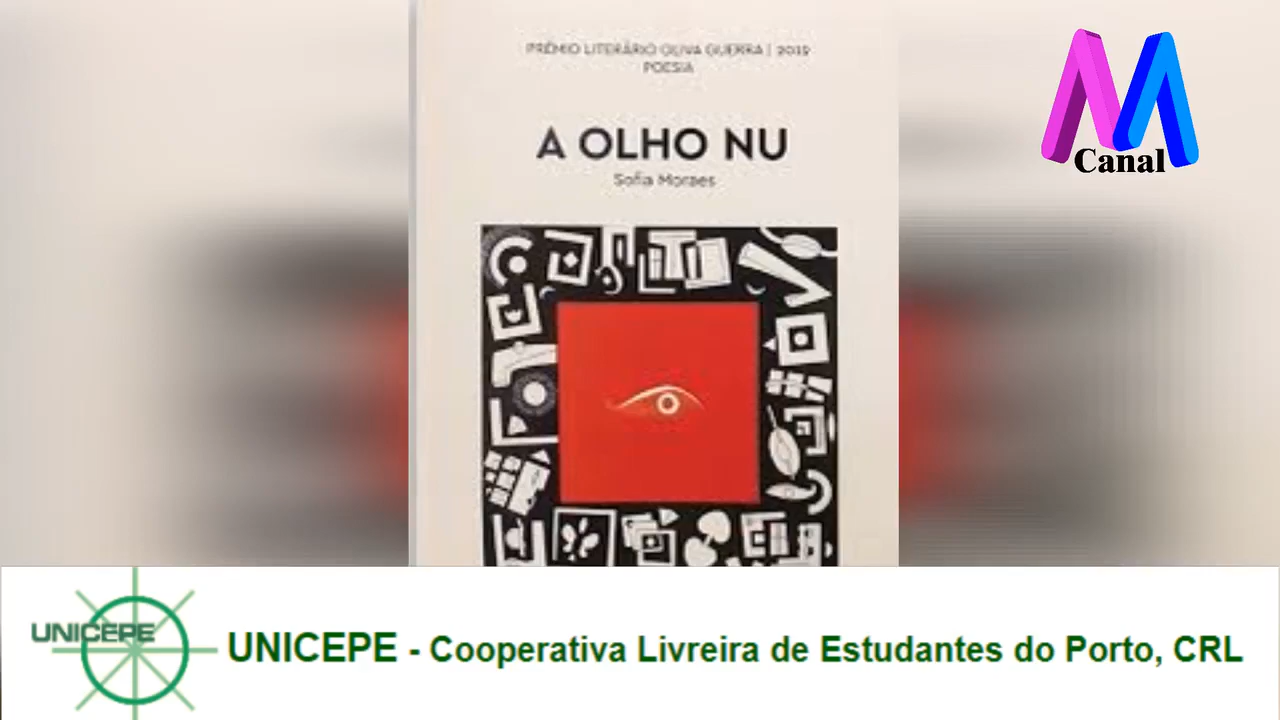 PRÉMIO LITERÁRIO OLIVA GUERRA | 2019
POESIA
A OLHO NU
Sofia Moraes
M
Canal
UNICEPE
UNICEPE - Cooperativa Livreira de Estudantes do Porto, CRL